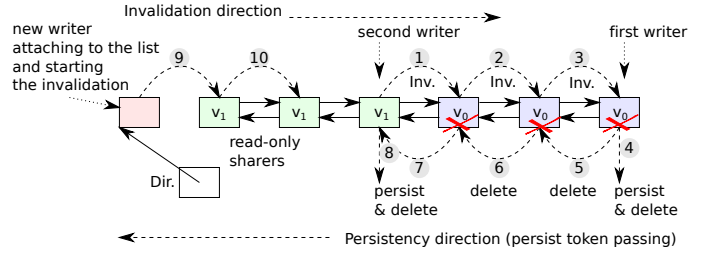 Invalidation direction
new writer
attaching to the list
and starting
the invalidation
second writer
first writer
9
10
1
2
3
Inv.
Inv.
Inv.
v1
v1
v1
v0
v0
v0
read-only
sharers
8
7
6
5
4
Dir.
persist
& delete
delete
delete
persist
& delete
Persistency direction (persist token passing)